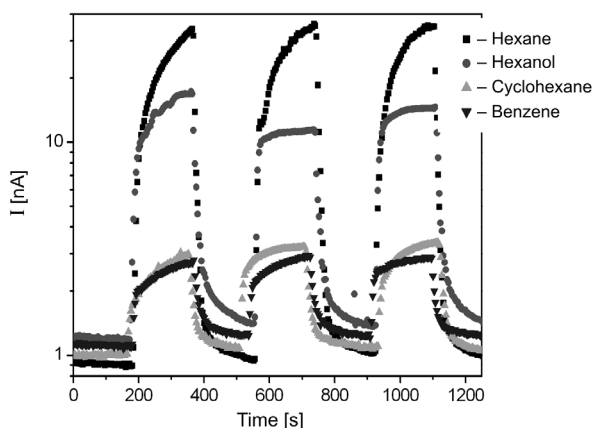 I [nA]
10
1
0
200
400
600
800
1000
1200
Time [s]
– Hexane
– Hexanol
– Cyclohexane
– Benzene